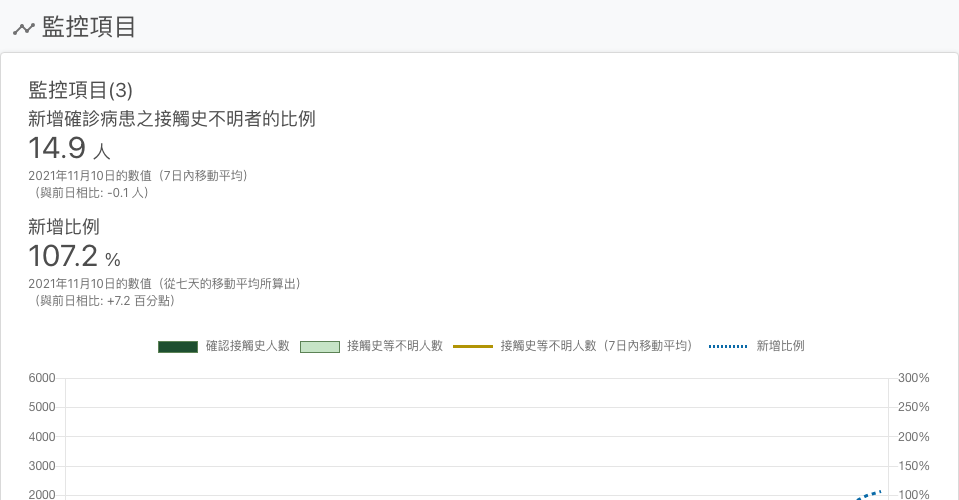 監控項目
監控項目(3)
新增確診病患之接觸史不明者的比例
14.9 人
2021年11月10日的數值（7日內移動平均）
（與前日相比: -0.1 人）
新增比例
107.2 %
2021年11月10日的數值（從七天的移動平均所算出）
（與前日相比: +7.2 百分點）
確認接觸史人數 接觸史等不明人數 接觸史等不明人數（7日內移動平均） 新增比例
6000 300%
5000 250%
4000 200%
3000 150%
2000 100%